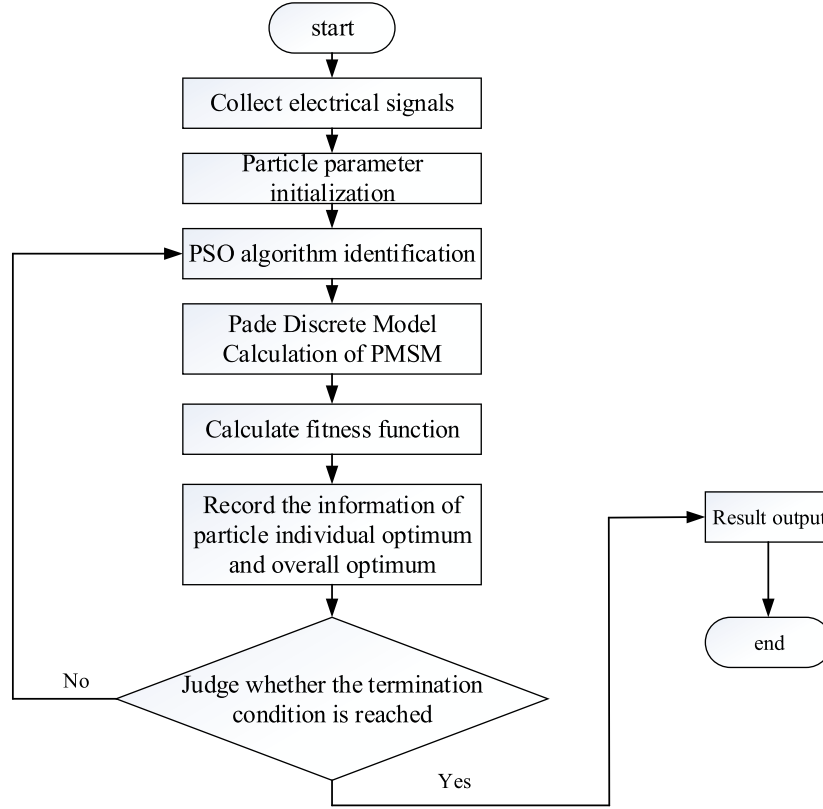 start
Collect electrical signals
Particle parameter
initialization
PSO algorithm identification
Pade Discrete Model
Calculation of PMSM
Calculate fitness function
Record the information of
particle individual optimum
and overall optimum
Judge whether the termination
condition is reached
No
Yes
Result output
end